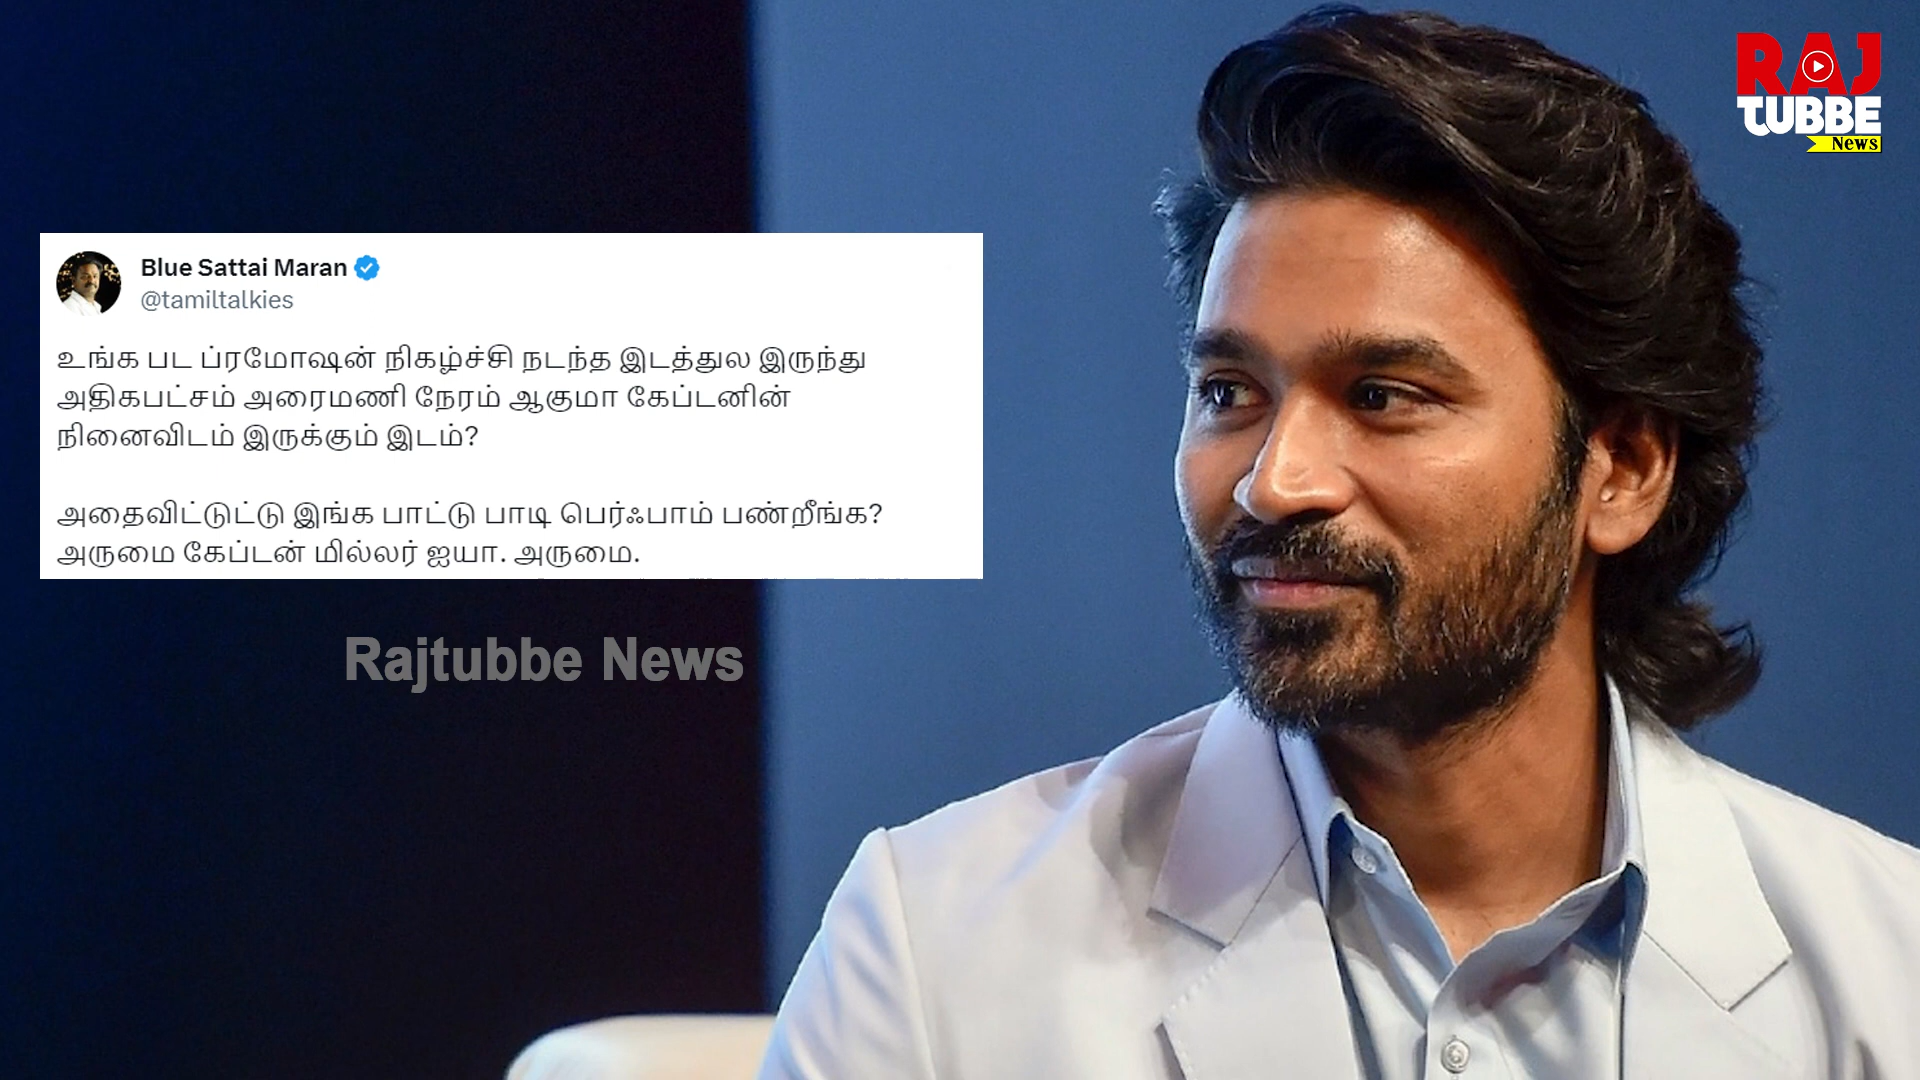 RAJ
TUBBE
News
Blue Sattai Maran
@tamiltalkies
உங்க பட ப்ரமோஷன் நிகழ்ச்சி நடந்த இடத்துல இருந்து
அதிகபட்சம் அரைமணி நேரம் ஆகுமா கேப்டனின்
நினைவிடம் இருக்கும் இடம்?
அதைவிட்டுட்டு இங்க பாட்டு பாடி பெர்ஃபாம் பண்றீங்க?
அருமை கேப்டன் மில்லர் ஐயா. அருமை.
Rajtubbe News